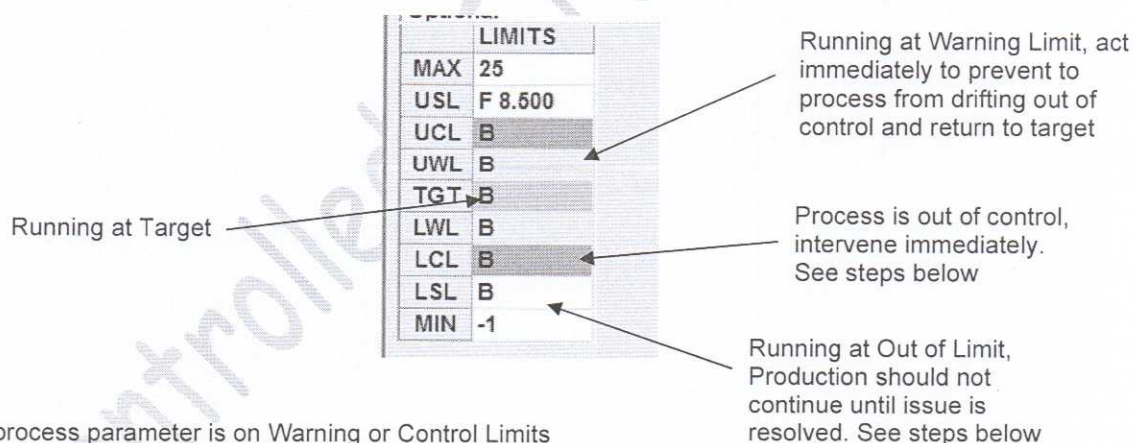 LIMITS
MAX 25
USL F 8.500
UCL B
UWL B
TGT B
LWL B
LCL B
LSL B
MIN -1
Running at Warning Limit, act
immediately to prevent to
process from drifting out of
control and return to target
Running at Target
Process is out of control,
intervene immediately.
See steps below
Running at Out of Limit,
Production should not
continue until issue is
resolved. See steps below
process parameter is on Warning or Control Limits